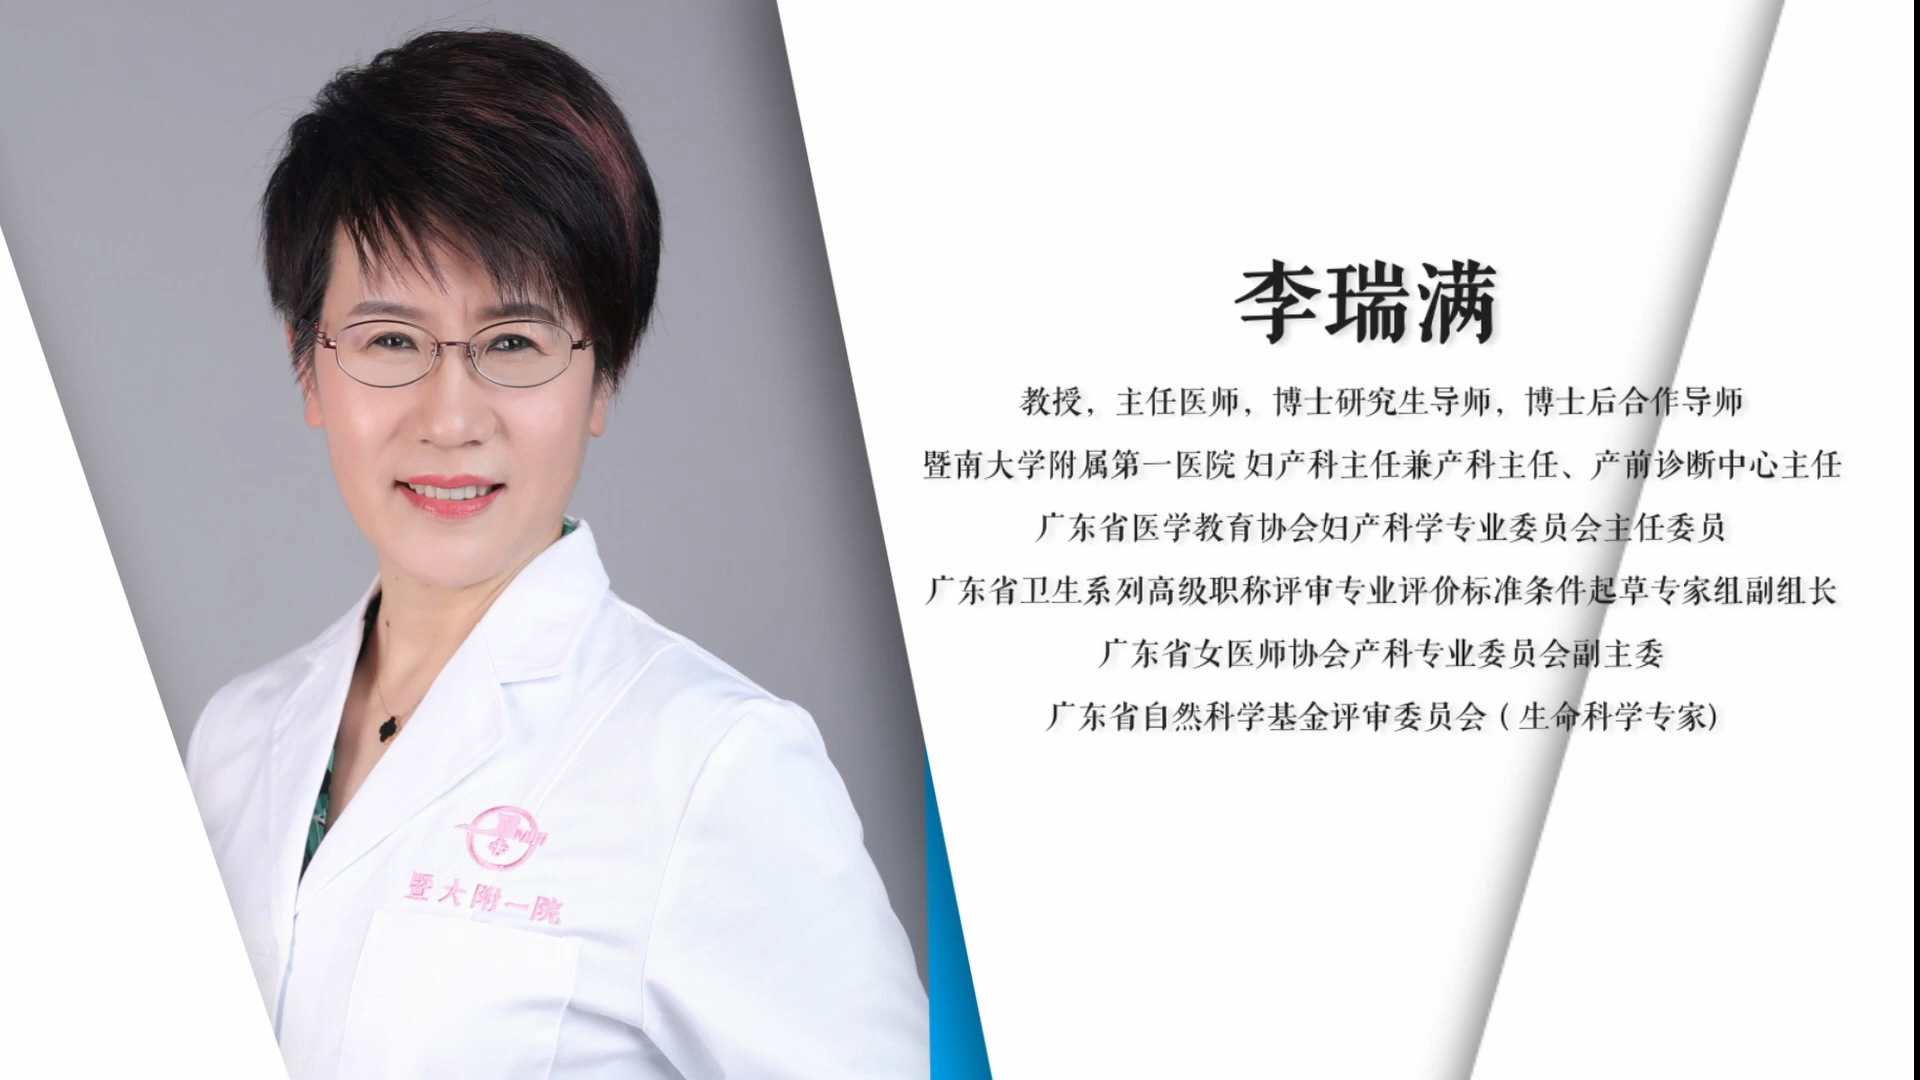 李瑞满
教授，主任医师，博士研究生导师，博士后合作导师
暨南大学附属第一医院 妇产科主任兼产科主任、产前诊断中心主任
广东省医学教育协会妇产科学专业委员会主任委员
广东省卫生系列高级职称评审专业评价标准条件起草专家组副组长
广东省女医师协会产科专业委员会副主委
广东省自然科学基金评审委员会 ( 生命科学专家)
暨大附一院